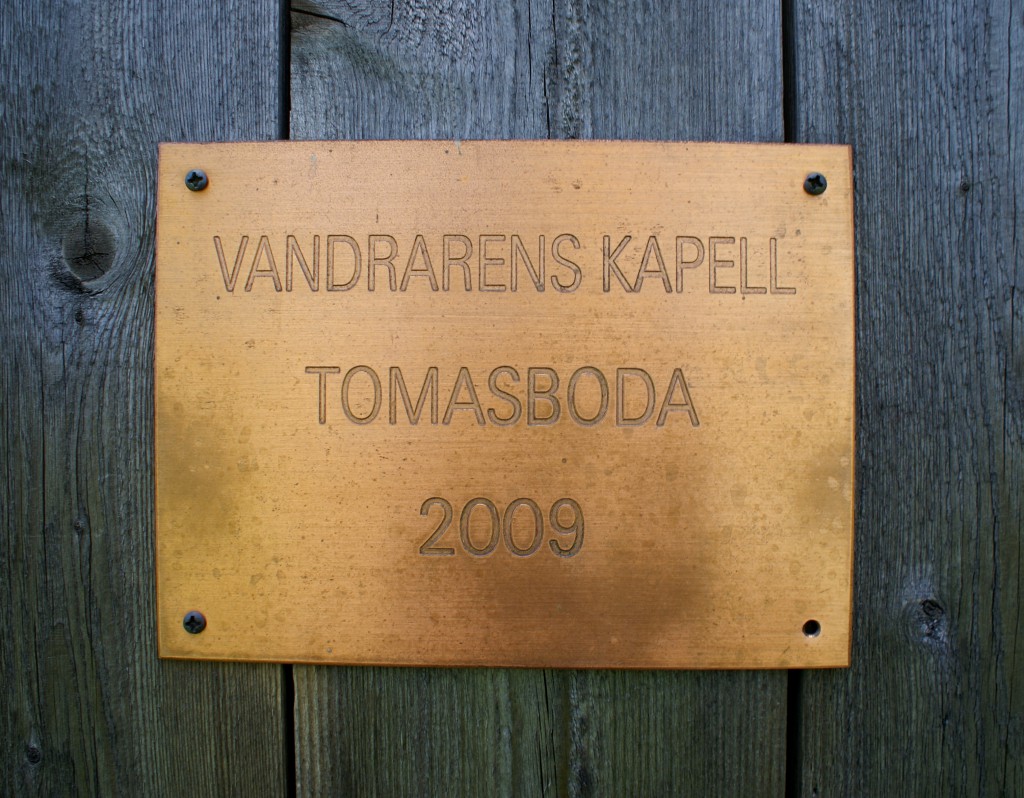 VANDRARENS KAPELL
TOMASBODA
2009